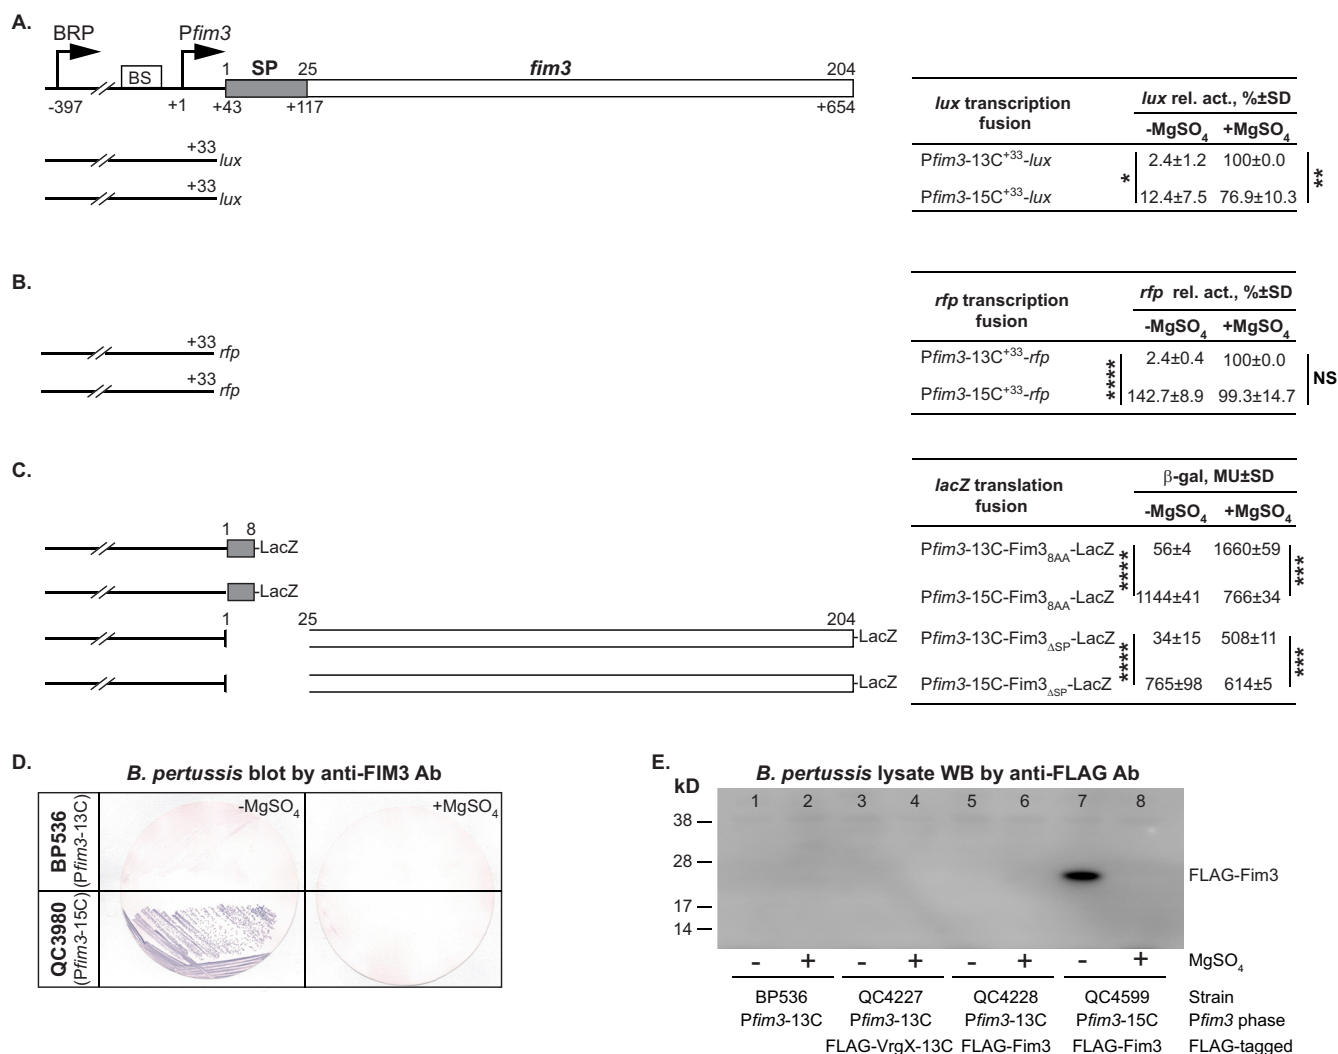 A.
BRP
Pfim3
BS
1 SP 25 fim3 204
-397 +1 +43 +117 +654
+33 lux
+33 lux
lux transcription fusion
lux rel. act., %±SD
-MgSO4 +MgSO4
Pfim3-13C+33-lux 2.4±1.2 100±0.0
* **
Pfim3-15C+33-lux 12.4±7.5 76.9±10.3
B.
+33 rfp
+33 rfp
rfp transcription fusion
rfp rel. act., %±SD
-MgSO4 +MgSO4
Pfim3-13C+33-rfp 2.4±0.4 100±0.0
**** NS
Pfim3-15C+33-rfp 142.7±8.9 99.3±14.7
C.
1 8
-LacZ
-LacZ
1 25 204
-LacZ
-LacZ
lacZ translation fusion
β-gal, MU±SD
-MgSO4 +MgSO4
Pfim3-13C-Fim38AA-LacZ 56±4 1660±59
**** ***
Pfim3-15C-Fim38AA-LacZ 1144±41 766±34
Pfim3-13C-Fim3ΔSP-LacZ 34±15 508±11
**** ***
Pfim3-15C-Fim3ΔSP-LacZ 765±98 614±5
D.
B. pertussis blot by anti-FIM3 Ab
-MgSO4 +MgSO4
BP536
(Pfim3-13C)
QC3980
(Pfim3-15C)
E.
B. pertussis lysate WB by anti-FLAG Ab
kD
1 2 3 4 5 6 7 8
38
28
17
14
FLAG-Fim3
- + - + - + - + MgSO4
BP536 QC4227 QC4228 QC4599 Strain
Pfim3-13C Pfim3-13C Pfim3-13C Pfim3-15C Pfim3 phase
FLAG-VrgX-13C FLAG-Fim3 FLAG-Fim3 FLAG-tagged